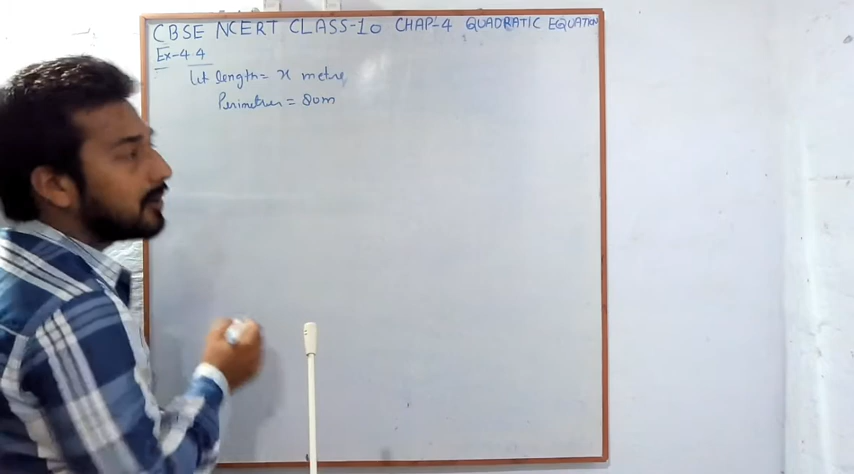 CBSE NCERT CLASS-10 CHAP-4 QUADRATIC EQUATION
Ex-4.4
Let length = x metre
Perimeter = 80m